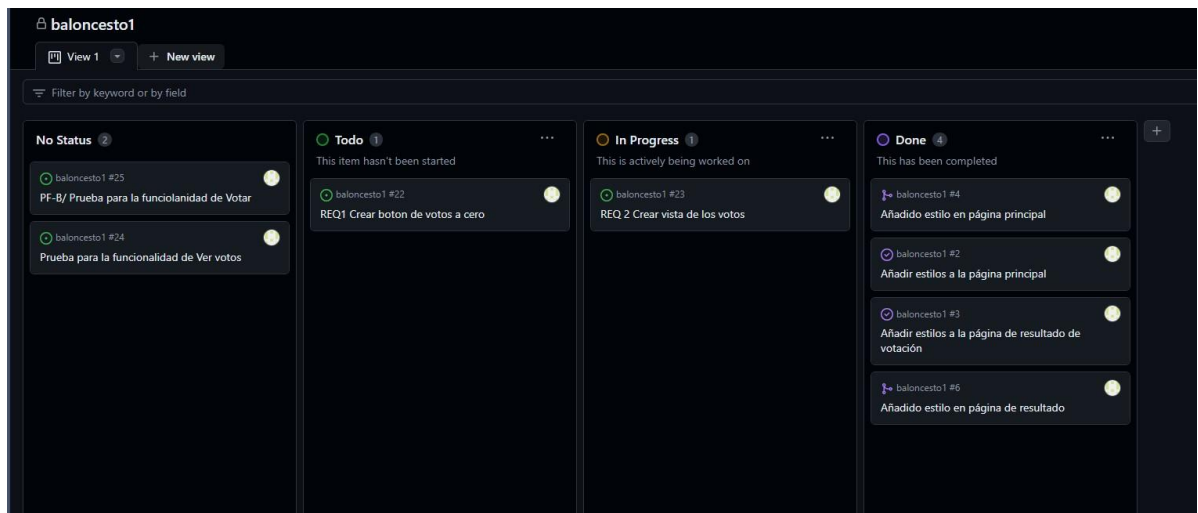 baloncesto1
View 1
+ New view
Filter by keyword or by field
No Status 2
baloncesto1 #25
PF-B/ Prueba para la funciolanidad de Votar
baloncesto1 #24
Prueba para la funcionalidad de Ver votos
Todo 1 ...
This item hasn't been started
baloncesto1 #22
REQ1 Crear boton de votos a cero
In Progress 1 ...
This is actively being worked on
baloncesto1 #23
REQ 2 Crear vista de los votos
Done 4 ...
This has been completed
baloncesto1 #4
Añadido estilo en página principal
baloncesto1 #2
Añadir estilos a la página principal
baloncesto1 #3
Añadir estilos a la página de resultado de
votación
baloncesto1 #6
Añadido estilo en página de resultado
+